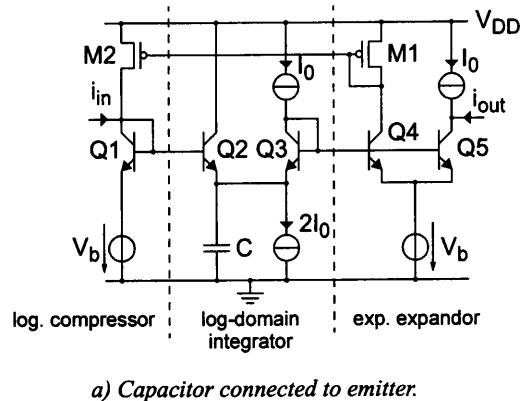 V_DD
M2 M1
I_0 I_0
i_in i_out
Q1 Q2 Q3 Q4 Q5
V_b C 2I_0 V_b
log. compressor log-domain integrator exp. expandor
a) Capacitor connected to emitter.